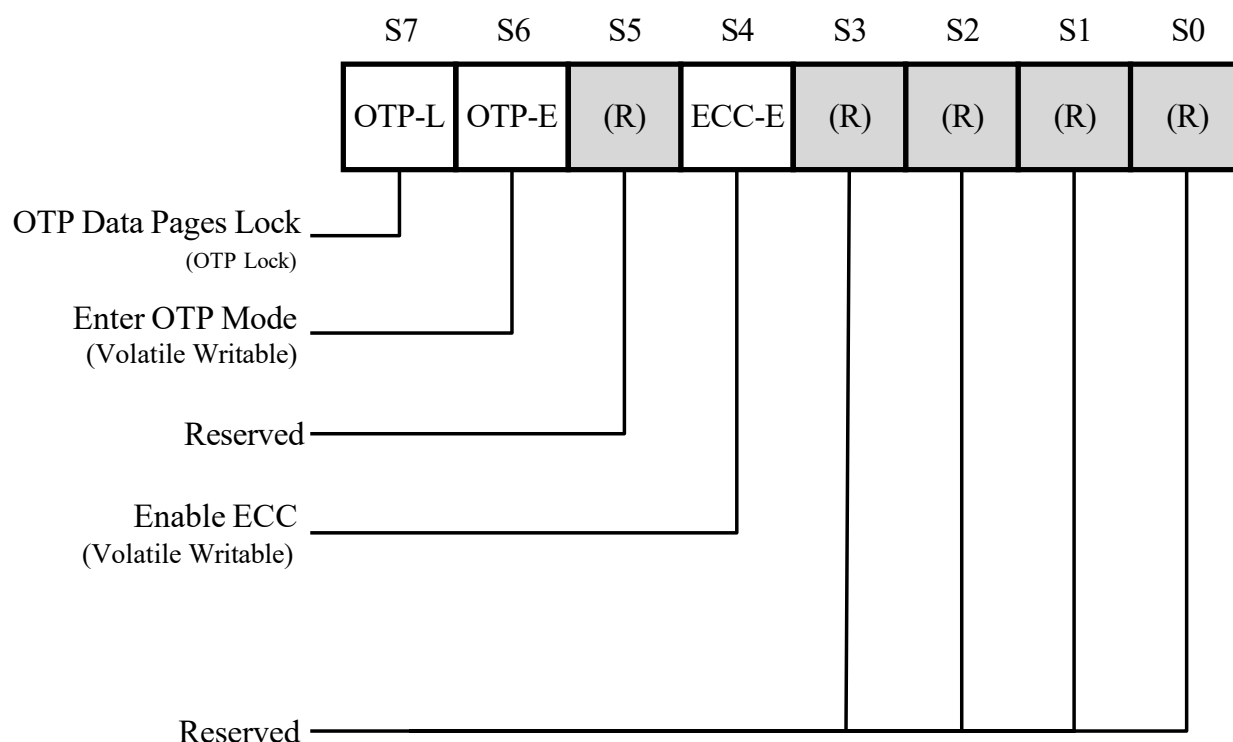 S7 S6 S5 S4 S3 S2 S1 S0
OTP-L OTP-E (R) ECC-E (R) (R) (R) (R)
OTP Data Pages Lock
(OTP Lock)
Enter OTP Mode
(Volatile Writable)
Reserved
Enable ECC
(Volatile Writable)
Reserved